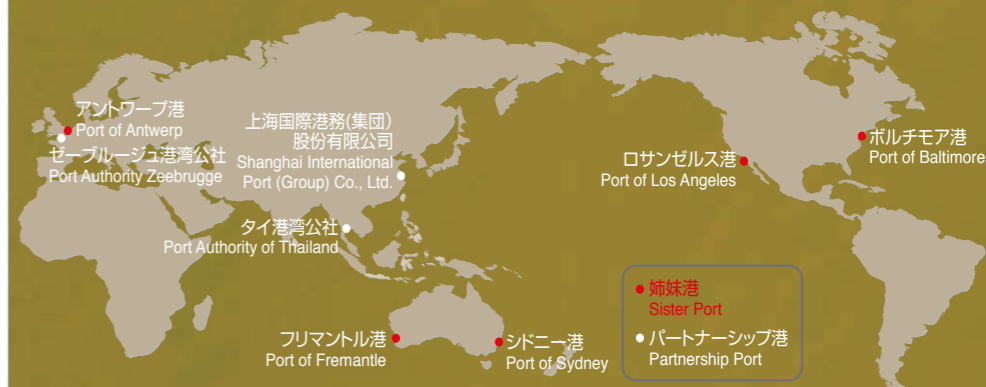 アントワープ港
Port of Antwerp
ゼーブルージュ港湾公社
Port Authority Zeebrugge
上海国際港務(集団)
股份有限公司
Shanghai International
Port (Group) Co., Ltd.
タイ港湾公社
Port Authority of Thailand
ロサンゼルス港
Port of Los Angeles
ボルチモア港
Port of Baltimore
フリマントル港
Port of Fremantle
シドニー港
Port of Sydney
姉妹港
Sister Port
パートナーシップ港
Partnership Port